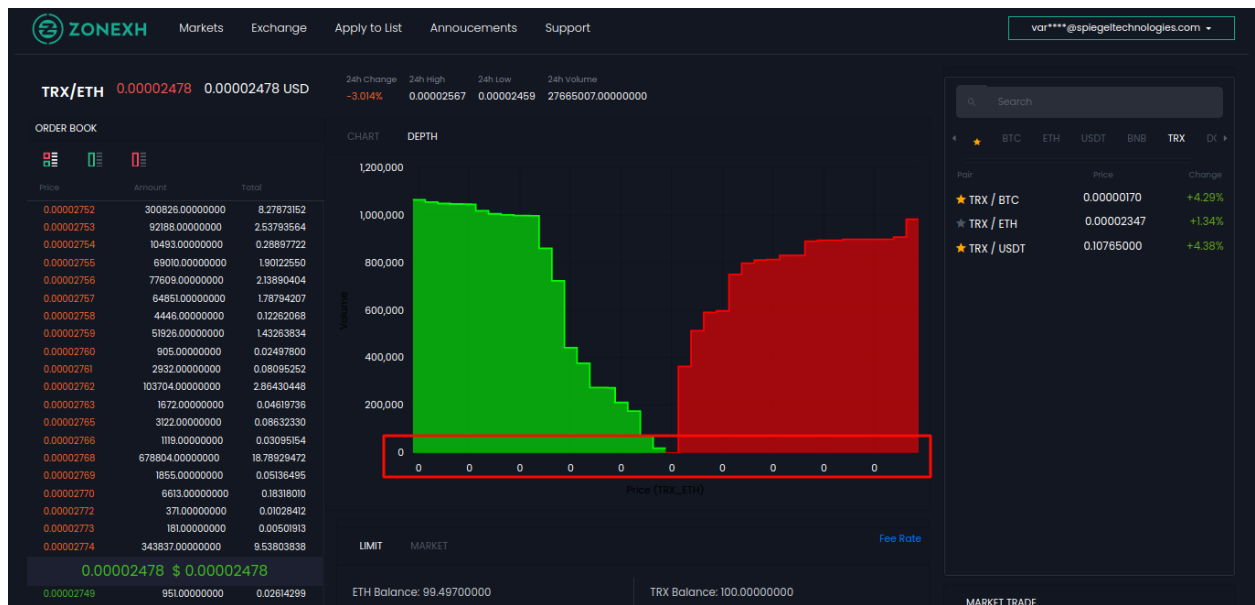 ZONEXH Markets Exchange Apply to List Annoucements Support var****@spiegeltechnologies.com
TRX/ETH 0.00002478 0.00002478 USD
24h Change 24h High 24h Low 24h Volume
-3.014% 0.00002567 0.00002459 27665007.00000000
ORDER BOOK
Price Amount Total
0.00002752 300826.00000000 8.27873152
0.00002753 92188.00000000 2.53793564
0.00002754 10493.00000000 0.28897722
0.00002755 69010.00000000 1.90122550
0.00002756 77609.00000000 2.13890404
0.00002757 64851.00000000 1.78794207
0.00002758 4446.00000000 0.12262068
0.00002759 51926.00000000 1.43263834
0.00002760 905.00000000 0.02497800
0.00002761 2932.00000000 0.08095252
0.00002762 103704.00000000 2.86430448
0.00002763 1672.00000000 0.04619736
0.00002765 3122.00000000 0.08632330
0.00002766 1119.00000000 0.03095154
0.00002768 678804.00000000 18.78929472
0.00002769 1855.00000000 0.05136495
0.00002770 6613.00000000 0.18318010
0.00002772 371.00000000 0.01028412
0.00002773 181.00000000 0.00501913
0.00002774 343837.00000000 9.53803838
0.00002478 $ 0.00002478
0.00002749 951.00000000 0.02614299
CHART DEPTH
1,200,000
1,000,000
800,000
600,000
400,000
200,000
0
Volume
0 0 0 0 0 0 0 0 0 0
Price (TRX_ETH)
LIMIT MARKET Fee Rate
ETH Balance: 99.49700000 TRX Balance: 100.00000000
Search
BTC ETH USDT BNB TRX
Pair Price Change
TRX / BTC 0.00000170 +4.29%
TRX / ETH 0.00002347 +1.34%
TRX / USDT 0.10765000 +4.38%
MARKET TRADE